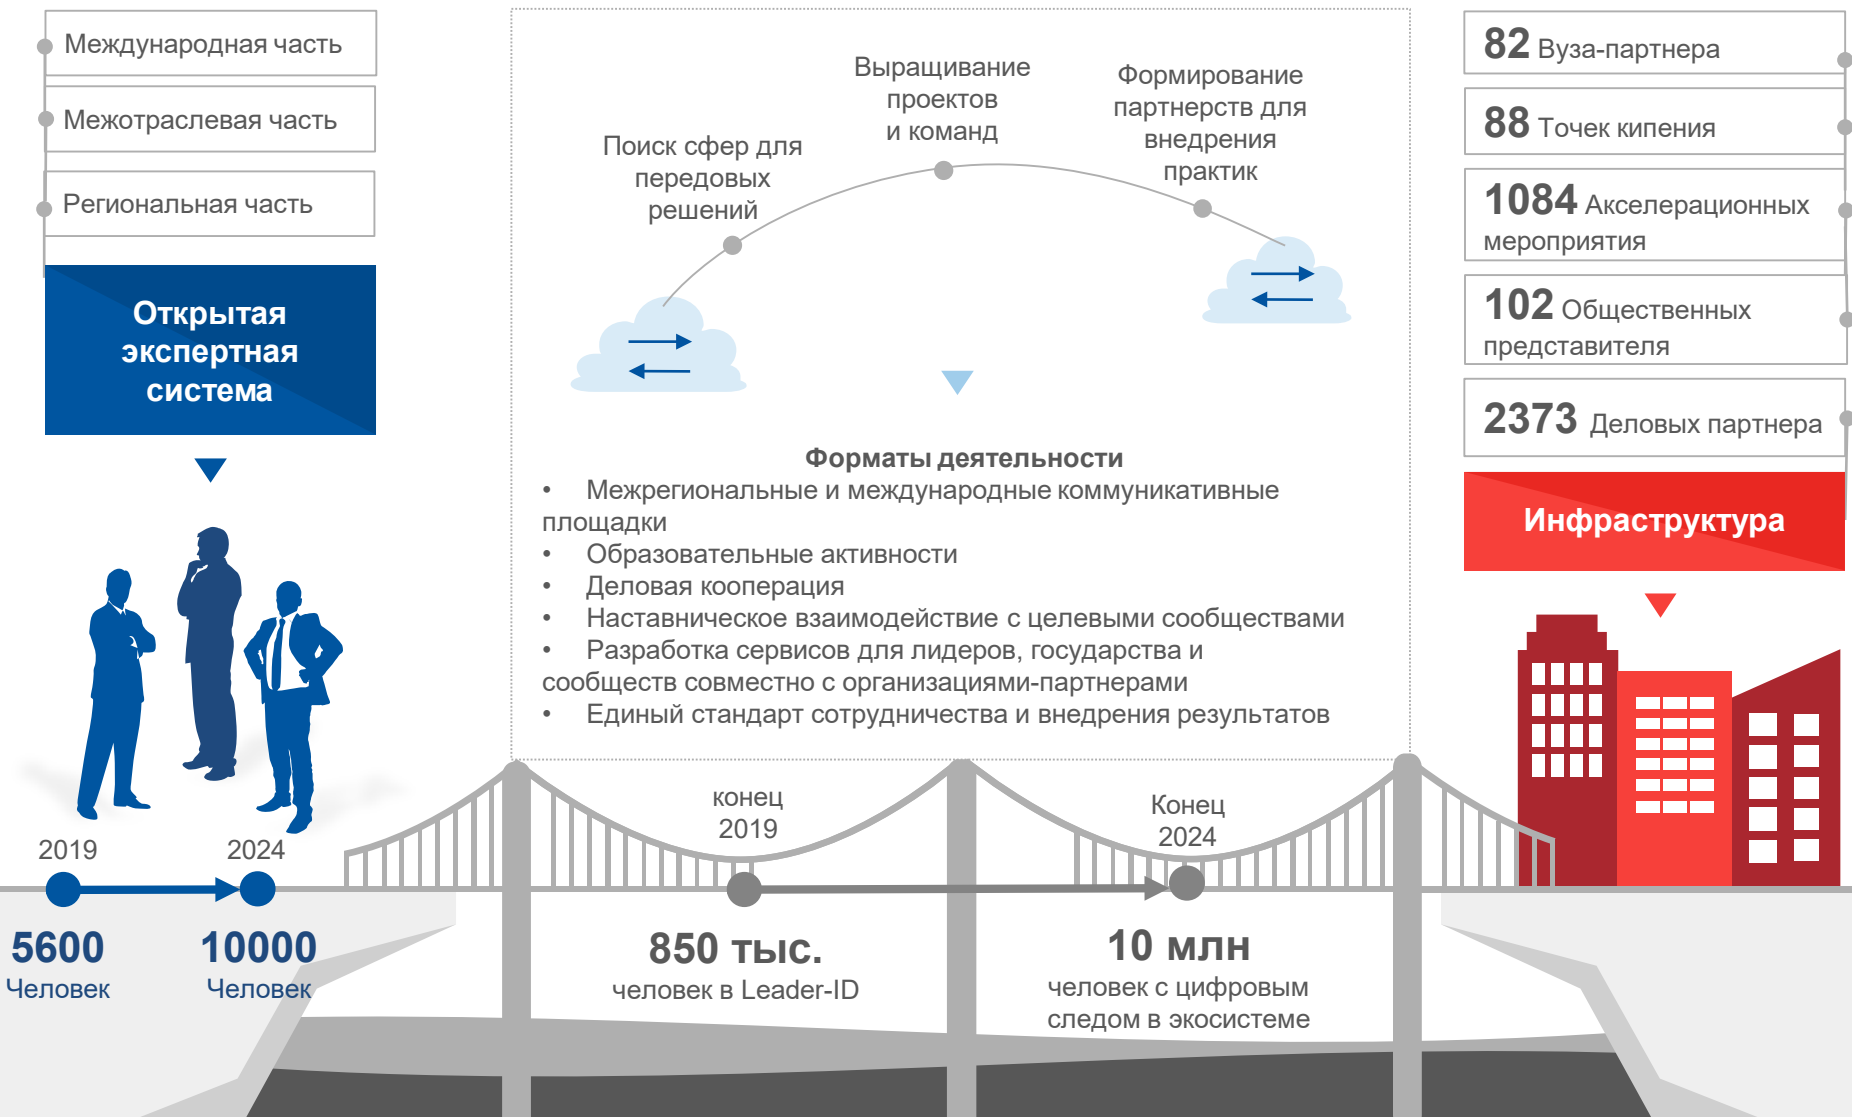 Международная часть
Межотраслевая часть
Региональная часть
Открытая
экспертная
система
2019
2024
5600
Человек
10000
Человек
Поиск сфер для
передовых
решений
Выращивание
проектов
и команд
Формирование
партнерств для
внедрения
практик
Форматы деятельности
• Межрегиональные и международные коммуникативные
площадки
• Образовательные активности
• Деловая кооперация
• Наставническое взаимодействие с целевыми сообществами
• Разработка сервисов для лидеров, государства и
сообществ совместно с организациями-партнерами
• Единый стандарт сотрудничества и внедрения результатов
конец
2019
850 тыс.
человек в Leader-ID
Конец
2024
10 млн
человек с цифровым
следом в экосистеме
82 Вуза-партнера
88 Точек кипения
1084 Акселерационных
мероприятия
102 Общественных
представителя
2373 Деловых партнера
Инфраструктура